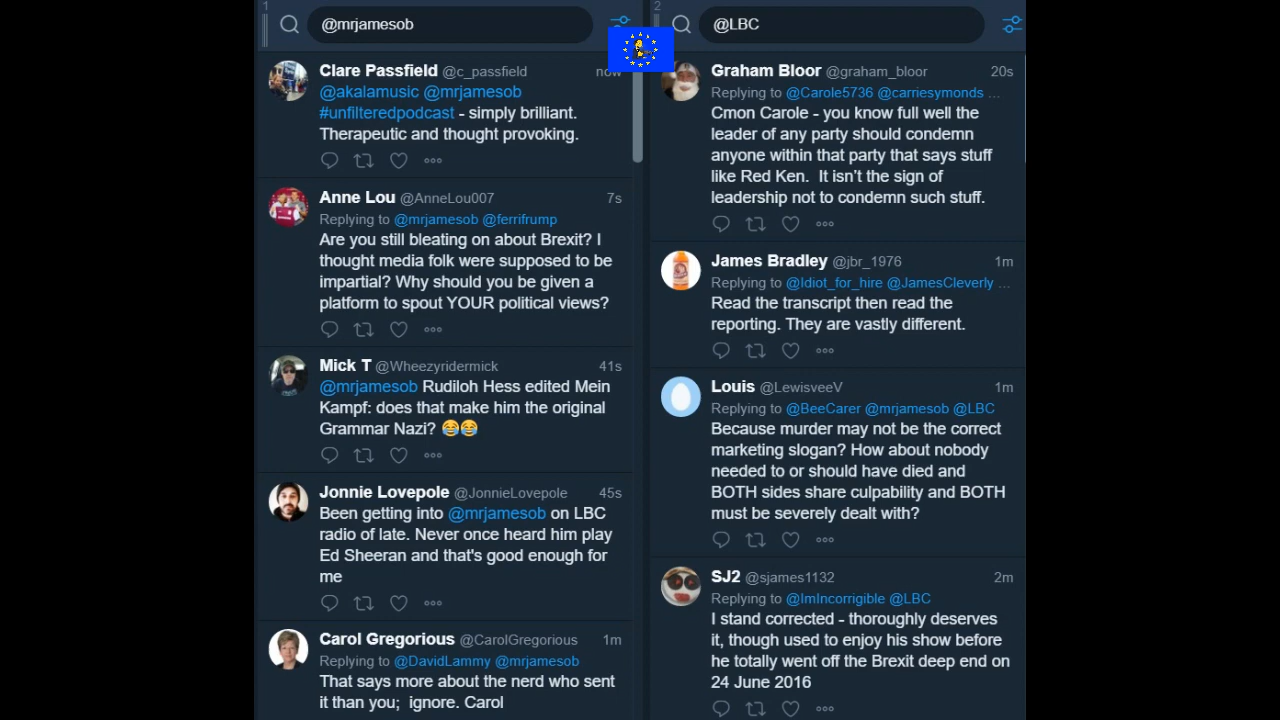 1
@mrjamesob
Clare Passfield @c_passfield now
@akalamusic @mrjamesob
#unfilteredpodcast - simply brilliant.
Therapeutic and thought provoking.
Anne Lou @AnneLou007 7s
Replying to @mrjamesob @ferrifrump
Are you still bleating on about Brexit? I
thought media folk were supposed to be
impartial? Why should you be given a
platform to spout YOUR political views?
Mick T @Wheezyridermick 41s
@mrjamesob Rudiloh Hess edited Mein
Kampf: does that make him the original
Grammar Nazi? 😂😂
Jonnie Lovepole @JonnieLovepole 45s
Been getting into @mrjamesob on LBC
radio of late. Never once heard him play
Ed Sheeran and that's good enough for
me
Carol Gregorious @CarolGregorious 1m
Replying to @DavidLammy @mrjamesob
That says more about the nerd who sent
it than you;  ignore. Carol
2
@LBC
Graham Bloor @graham_bloor 20s
Replying to @Carole5736 @carriesymonds ...
Cmon Carole - you know full well the
leader of any party should condemn
anyone within that party that says stuff
like Red Ken.  It isn't the sign of
leadership not to condemn such stuff.
James Bradley @jbr_1976 1m
Replying to @Idiot_for_hire @JamesCleverly ...
Read the transcript then read the
reporting. They are vastly different.
Louis @LewisveeV 1m
Replying to @BeeCarer @mrjamesob @LBC
Because murder may not be the correct
marketing slogan? How about nobody
needed to or should have died and
BOTH sides share culpability and BOTH
must be severely dealt with?
SJ2 @sjames1132 2m
Replying to @ImIncorrigible @LBC
I stand corrected - thoroughly deserves
it, though used to enjoy his show before
he totally went off the Brexit deep end on
24 June 2016